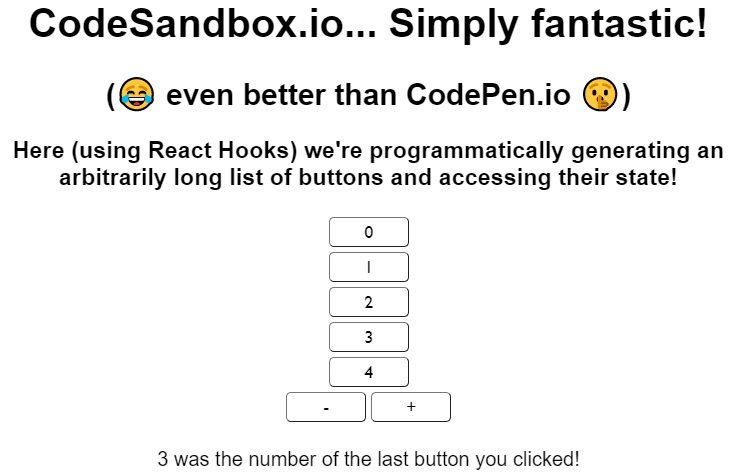 CodeSandbox.io... Simply fantastic!
(😂 even better than CodePen.io 🤫)
Here (using React Hooks) we're programmatically generating an
arbitrarily long list of buttons and accessing their state!
0
1
2
3
4
- +
3 was the number of the last button you clicked!